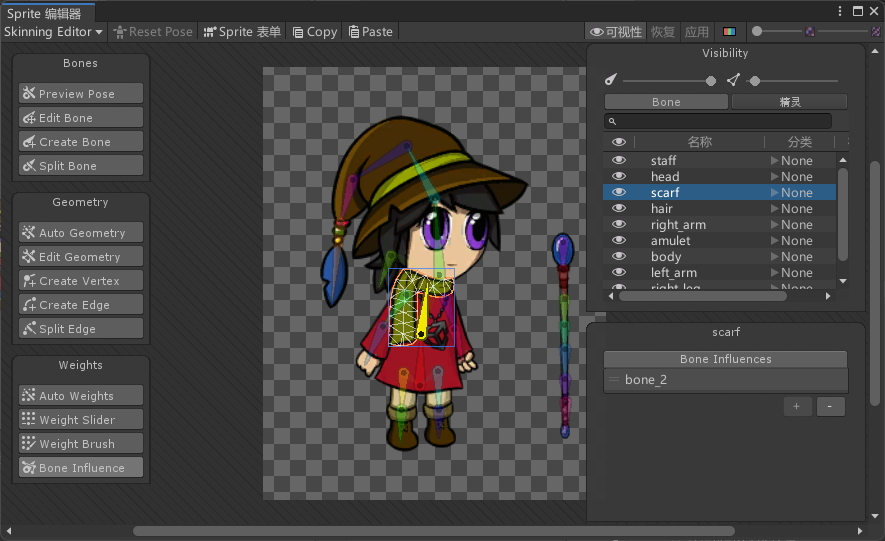 Sprite 编辑器
Skinning Editor
Reset Pose
Sprite 表单
Copy
Paste
可视性
恢复
应用
Bones
Preview Pose
Edit Bone
Create Bone
Split Bone
Geometry
Auto Geometry
Edit Geometry
Create Vertex
Create Edge
Split Edge
Weights
Auto Weights
Weight Slider
Weight Brush
Bone Influence
Visibility
Bone
精灵
名称
分类
staff None
head None
scarf None
hair None
right_arm None
amulet None
body None
left_arm None
right_leg None
scarf
Bone Influences
bone_2
+ -